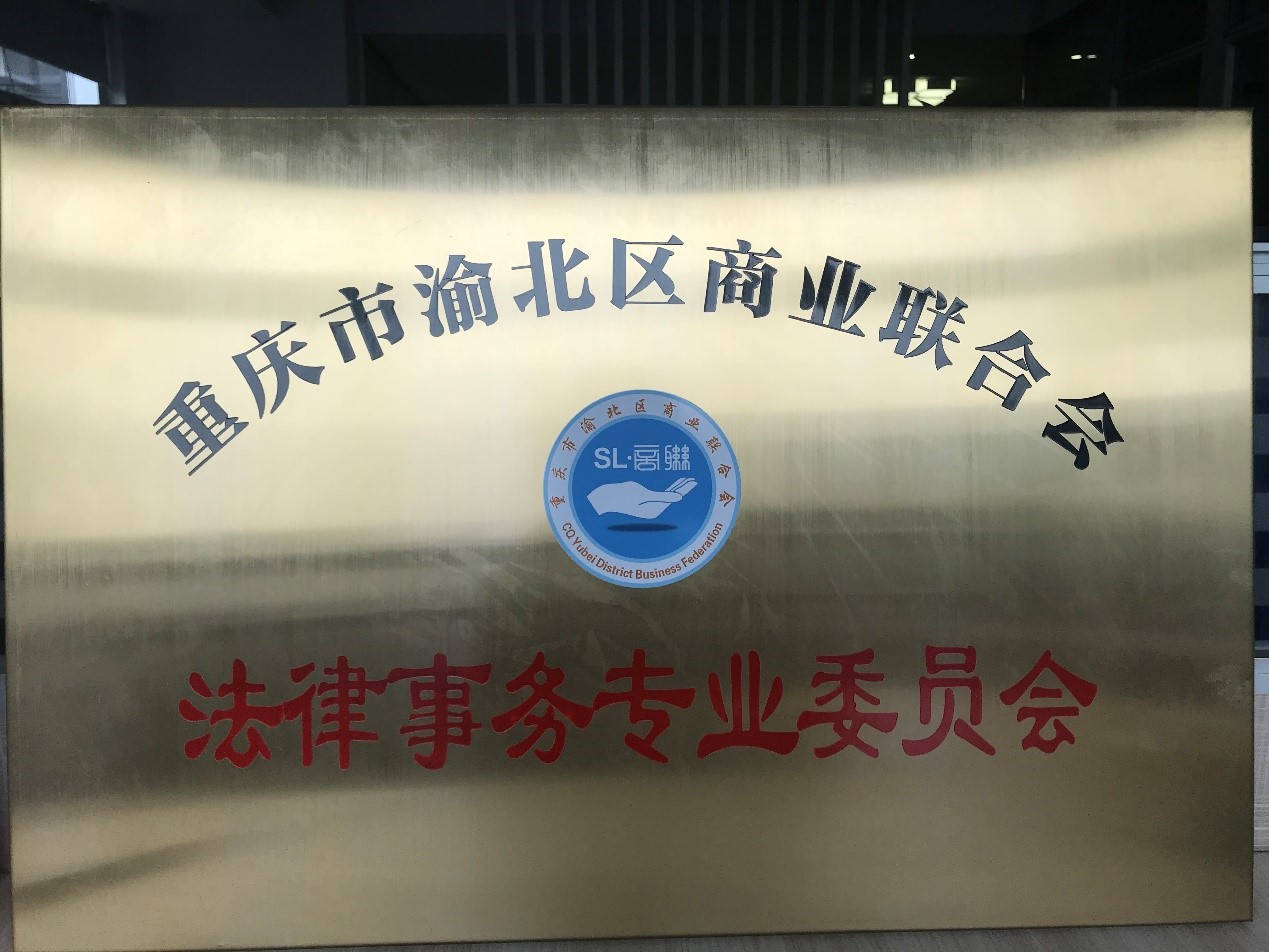 重庆市渝北区商业联合会
重庆市渝北区商业联合会
SL·商聯
CQ Yubei District Business Federation
法律事务专业委员会